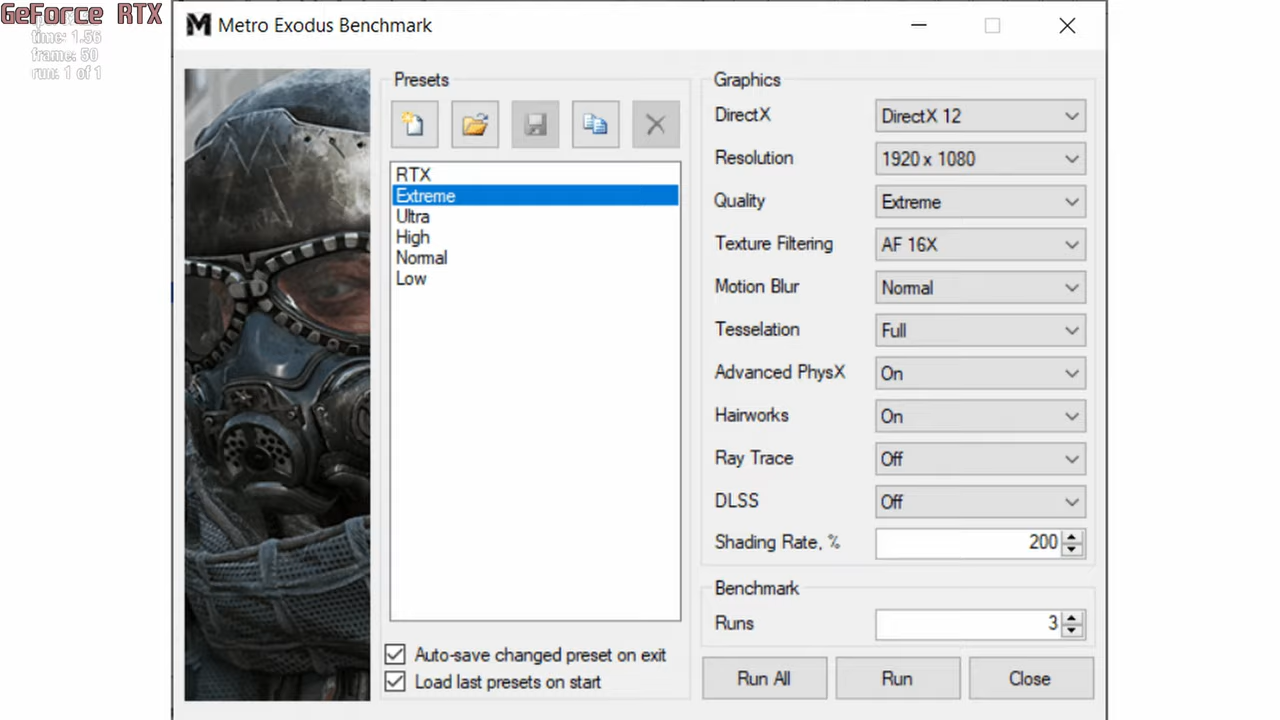 GeForce RTX
time: 1.56
frame: 50
run: 1 of 1
Metro Exodus Benchmark
Presets
RTX
Extreme
Ultra
High
Normal
Low
Auto-save changed preset on exit
Load last presets on start
Graphics
DirectX DirectX 12
Resolution 1920 x 1080
Quality Extreme
Texture Filtering AF 16X
Motion Blur Normal
Tesselation Full
Advanced PhysX On
Hairworks On
Ray Trace Off
DLSS Off
Shading Rate, % 200
Benchmark
Runs 3
Run All Run Close